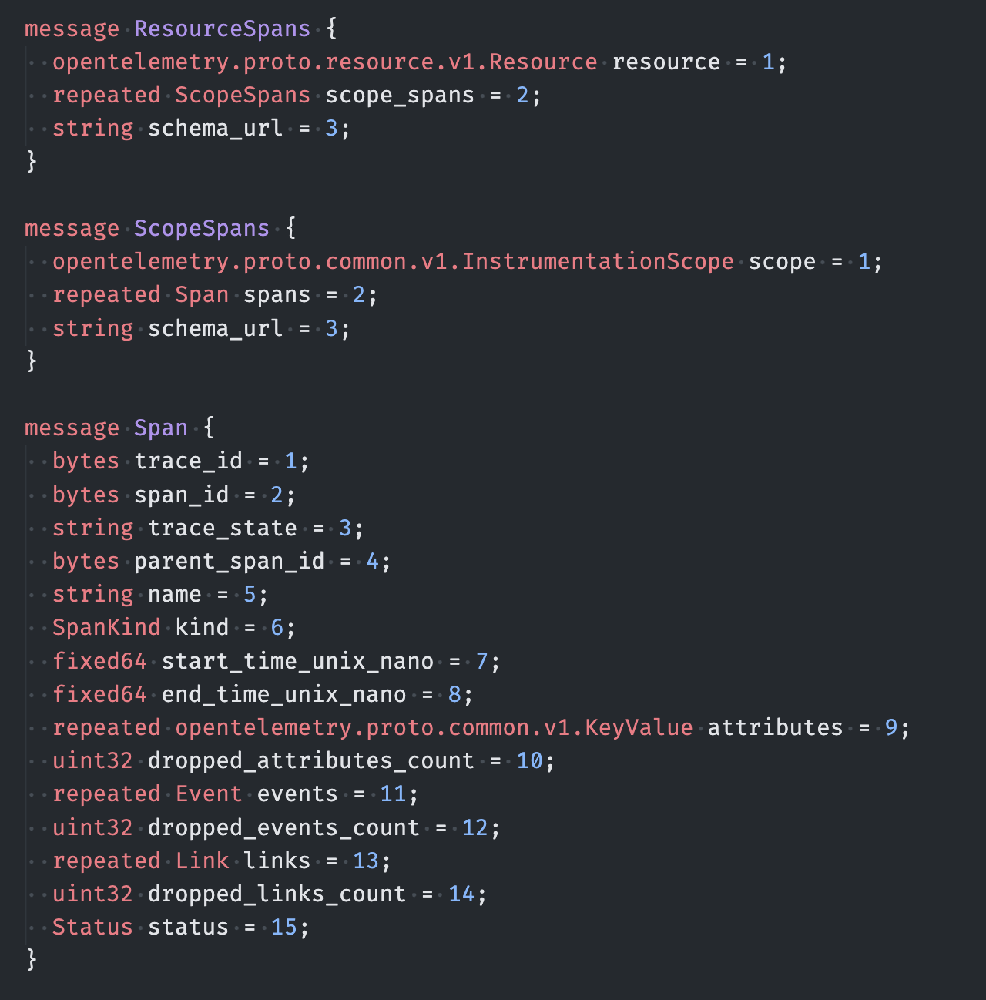 message ResourceSpans {
  opentelemetry.proto.resource.v1.Resource resource = 1;
  repeated ScopeSpans scope_spans = 2;
  string schema_url = 3;
}

message ScopeSpans {
  opentelemetry.proto.common.v1.InstrumentationScope scope = 1;
  repeated Span spans = 2;
  string schema_url = 3;
}

message Span {
  bytes trace_id = 1;
  bytes span_id = 2;
  string trace_state = 3;
  bytes parent_span_id = 4;
  string name = 5;
  SpanKind kind = 6;
  fixed64 start_time_unix_nano = 7;
  fixed64 end_time_unix_nano = 8;
  repeated opentelemetry.proto.common.v1.KeyValue attributes = 9;
  uint32 dropped_attributes_count = 10;
  repeated Event events = 11;
  uint32 dropped_events_count = 12;
  repeated Link links = 13;
  uint32 dropped_links_count = 14;
  Status status = 15;
}